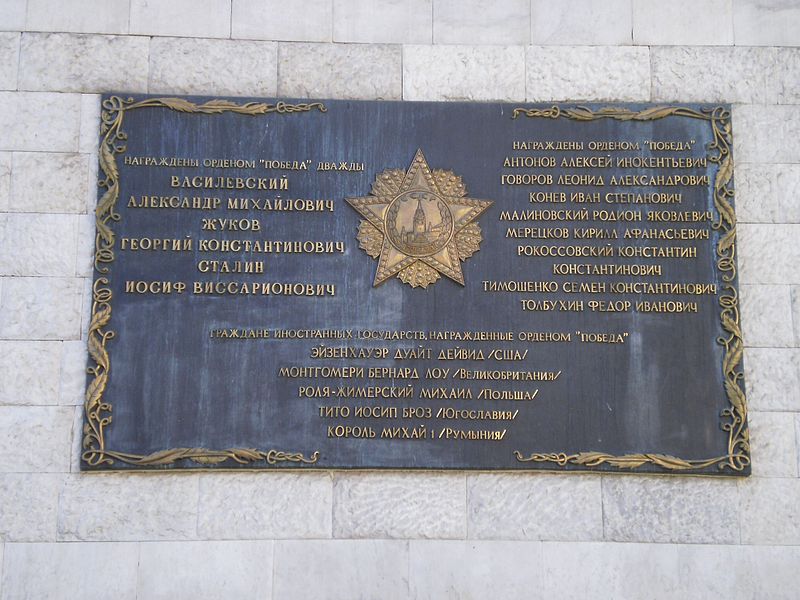 НАГРАЖДЕНЫ ОРДЕНОМ "ПОБЕДА" ДВАЖДЫ
ВАСИЛЕВСКИЙ
АЛЕКСАНДР МИХАЙЛОВИЧ
ЖУКОВ
ГЕОРГИЙ КОНСТАНТИНОВИЧ
СТАЛИН
ИОСИФ ВИССАРИОНОВИЧ
НАГРАЖДЕНЫ ОРДЕНОМ "ПОБЕДА"
АНТОНОВ АЛЕКСЕЙ ИНОКЕНТЬЕВИЧ
ГОВОРОВ ЛЕОНИД АЛЕКСАНДРОВИЧ
КОНЕВ ИВАН СТЕПАНОВИЧ
МАЛИНОВСКИЙ РОДИОН ЯКОВЛЕВИЧ
МЕРЕЦКОВ КИРИЛА АФАНАСЬЕВИЧ
РОКОССОВСКИЙ КОНСТАНТИН
КОНСТАНТИНОВИЧ
ТИМОШЕНКО СЕМЕН КОНСТАНТИНОВИЧ
ТОЛБУХИН ФЕДОР ИВАНОВИЧ
ГРАЖДАНЕ ИНОСТРАННЫХ ГОСУДАРСТВ, НАГРАЖДЕННЫЕ ОРДЕНОМ "ПОБЕДА"
ЭЙЗЕНХАУЭР ДУАЙТ ДЕЙВИД /США/
МОНТГОМЕРИ БЕРНАРД ЛОУ /ВЕЛИКОБРИТАНИЯ/
РОЛЯ-ЖИМЕРСКИЙ МИХАИЛ /ПОЛЬША/
ТИТО ИОСИП БРОЗ /ЮГОСЛАВИЯ/
КОРОЛЬ МИХАЙ 1 /РУМЫНИЯ/